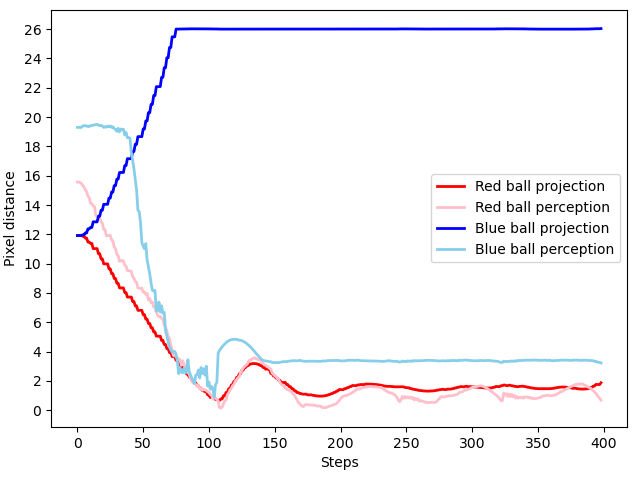 26
24
22
20
18
16
14
12
10
8
6
4
2
0
Pixel distance
Red ball projection
Red ball perception
Blue ball projection
Blue ball perception
0 50 100 150 200 250 300 350 400
Steps